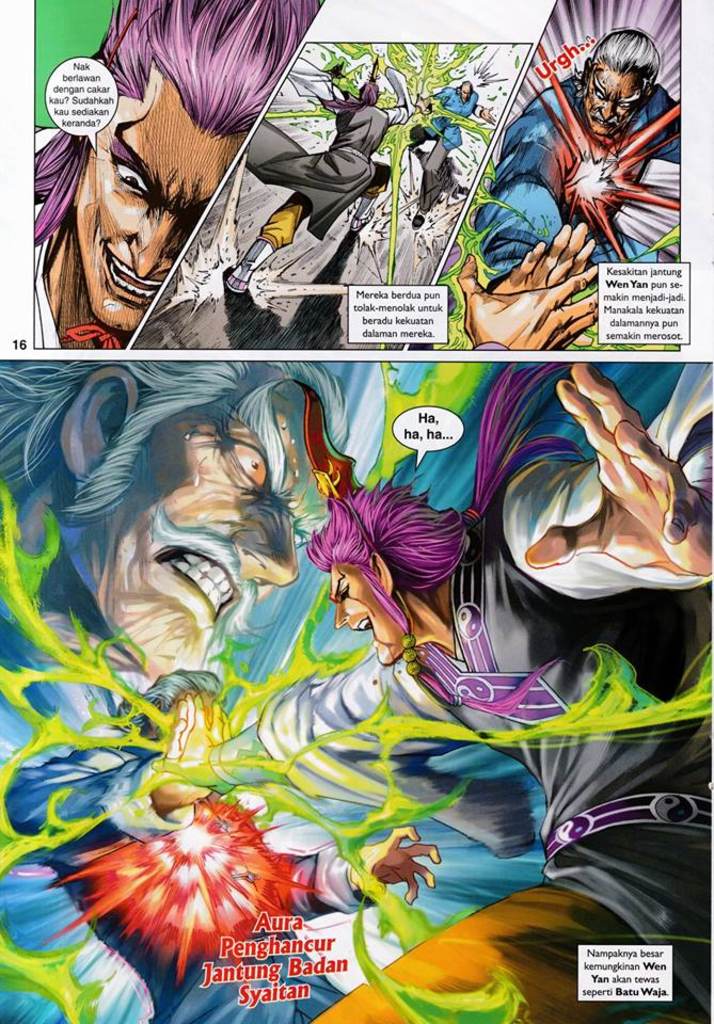 Nak
berlawan
dengan cakar
kau? Sudahkah
kau sediakan
keranda?
Mereka berdua pun
tolak-menolak untuk
beradu kekuatan
dalaman mereka.
Urgh...
Kesakitan jantung
Wen Yan pun se-
makin menjadi-jadi.
Manakala kekuatan
dalamannya pun
semakin merosot.
16
Ha,
ha, ha...
Aura
Penghancur
Jantung Badan
Syaitan
Nampaknya besar
kemungkinan Wen
Yan akan tewas
seperti Batu Waja.